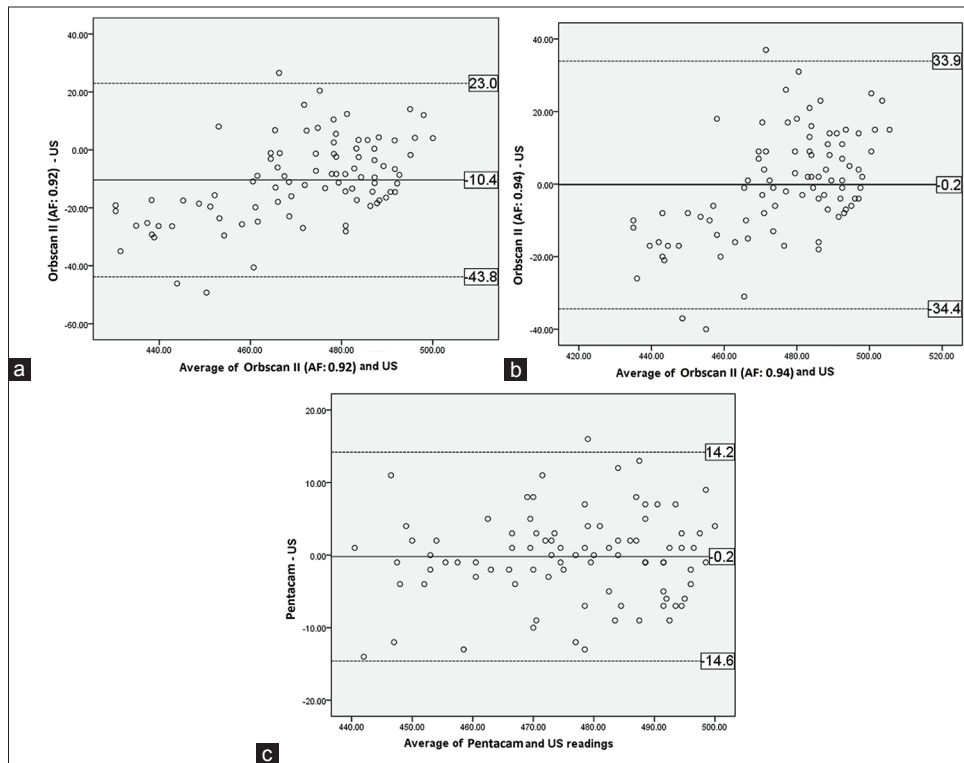 40.00
23.0
20.00
0.00
-10.4
-20.00
-40.00
-43.8
-60.00
440.00 460.00 480.00 500.00
Orbscan II (AF: 0.92) - US
Average of Orbscan II (AF: 0.92) and US
a
40.00
33.9
20.00
0.00
-0.2
-20.00
-34.4
-40.00
420.00 440.00 460.00 480.00 500.00 520.00
Orbscan II (AF: 0.94) - US
Average of Orbscan II (AF: 0.94) and US
b
20.00
14.2
10.00
0.00
-0.2
-10.00
-14.6
-20.00
440.00 450.00 460.00 470.00 480.00 490.00 500.00
Pentacam - US
Average of Pentacam and US readings
c